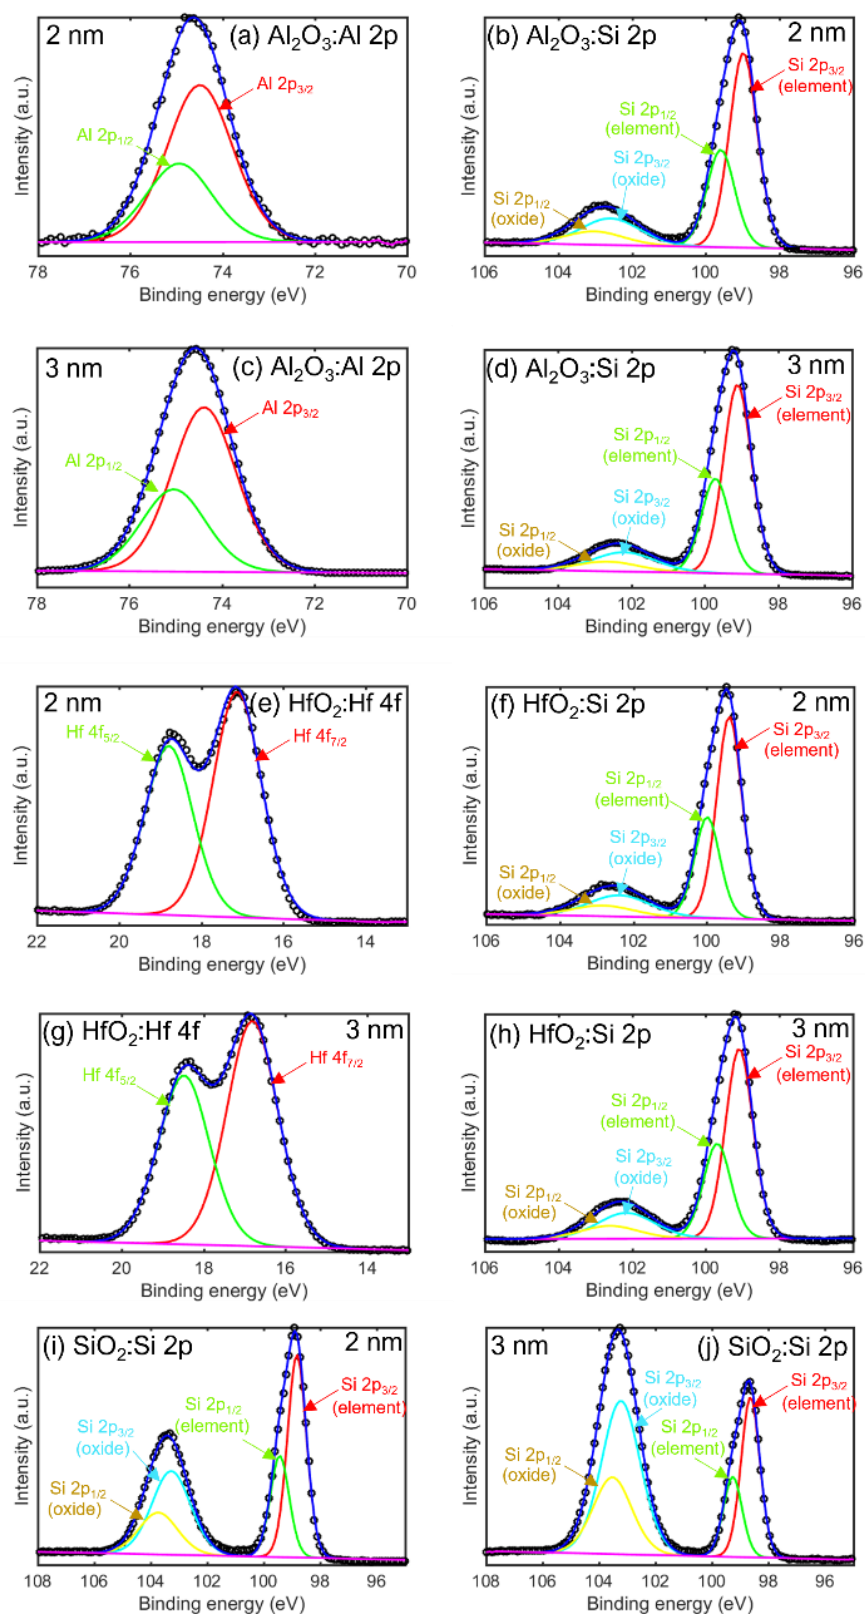 2 nm (a) Al₂O₃:Al 2p
Al 2p₃/₂
Al 2p₁/₂
Intensity (a.u.)
78 76 74 72 70
Binding energy (eV)
(b) Al₂O₃:Si 2p 2 nm
Si 2p₃/₂
(element)
Si 2p₁/₂
(element)
Si 2p₃/₂
(oxide)
Si 2p₁/₂
(oxide)
Intensity (a.u.)
106 104 102 100 98 96
Binding energy (eV)
3 nm (c) Al₂O₃:Al 2p
Al 2p₃/₂
Al 2p₁/₂
Intensity (a.u.)
78 76 74 72 70
Binding energy (eV)
(d) Al₂O₃:Si 2p 3 nm
Si 2p₃/₂
(element)
Si 2p₁/₂
(element)
Si 2p₃/₂
(oxide)
Si 2p₁/₂
(oxide)
Intensity (a.u.)
106 104 102 100 98 96
Binding energy (eV)
2 nm (e) HfO₂:Hf 4f
Hf 4f₅/₂
Hf 4f₇/₂
Intensity (a.u.)
22 20 18 16 14
Binding energy (eV)
(f) HfO₂:Si 2p 2 nm
Si 2p₃/₂
(element)
Si 2p₁/₂
(element)
Si 2p₃/₂
(oxide)
Si 2p₁/₂
(oxide)
Intensity (a.u.)
106 104 102 100 98 96
Binding energy (eV)
(g) HfO₂:Hf 4f 3 nm
Hf 4f₇/₂
Hf 4f₅/₂
Intensity (a.u.)
22 20 18 16 14
Binding energy (eV)
(h) HfO₂:Si 2p 3 nm
Si 2p₃/₂
(element)
Si 2p₁/₂
(element)
Si 2p₃/₂
(oxide)
Si 2p₁/₂
(oxide)
Intensity (a.u.)
106 104 102 100 98 96
Binding energy (eV)
(i) SiO₂:Si 2p 2 nm
Si 2p₃/₂
(element)
Si 2p₁/₂
(element)
Si 2p₃/₂
(oxide)
Si 2p₁/₂
(oxide)
Intensity (a.u.)
108 106 104 102 100 98 96
Binding energy (eV)
3 nm (j) SiO₂:Si 2p
Si 2p₃/₂
(oxide)
Si 2p₃/₂
(element)
Si 2p₁/₂
(element)
Si 2p₁/₂
(oxide)
Intensity (a.u.)
106 104 102 100 98 96
Binding energy (eV)